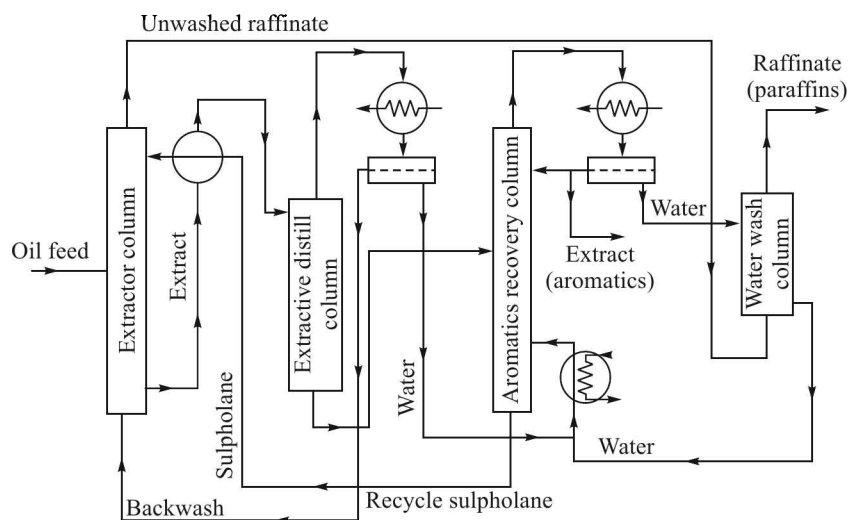 Unwashed raffinate
Raffinate
(paraffins)
Oil feed
Extractor column
Extract
Sulpholane
Extractive distill
column
Water
Aromatics recovery column
Extract
(aromatics)
Water
Water wash
column
Water
Recycle sulpholane
Backwash